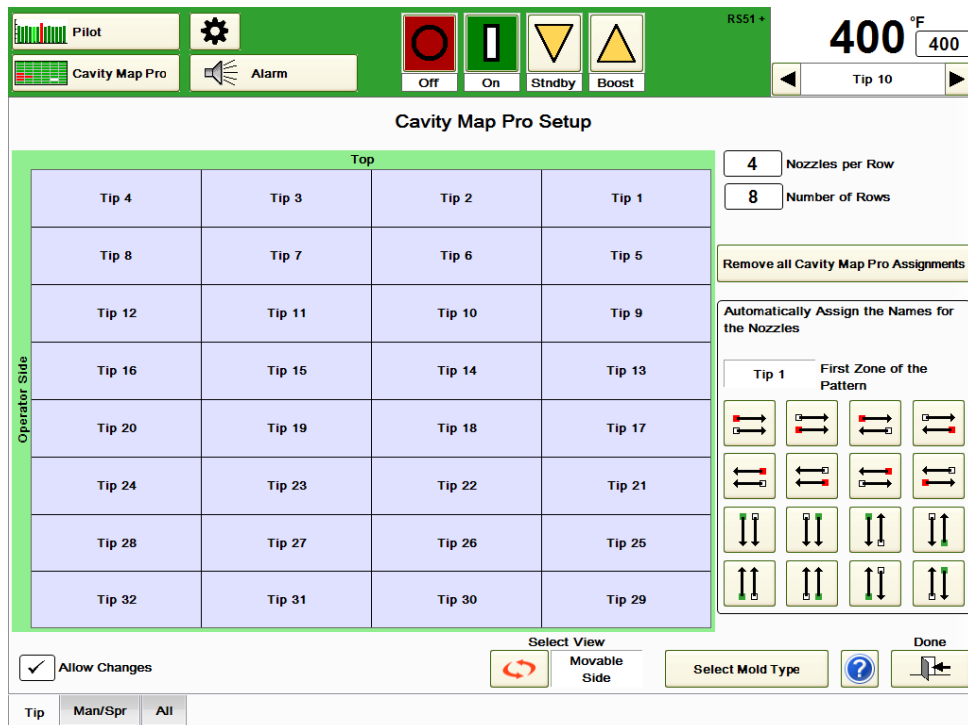 Pilot
Cavity Map Pro
Alarm
Off
On
Stndby
Boost
RS51 +
400
°F
400
Tip 10
Cavity Map Pro Setup
Top
Operator Side
Tip 4 Tip 3 Tip 2 Tip 1
Tip 8 Tip 7 Tip 6 Tip 5
Tip 12 Tip 11 Tip 10 Tip 9
Tip 16 Tip 15 Tip 14 Tip 13
Tip 20 Tip 19 Tip 18 Tip 17
Tip 24 Tip 23 Tip 22 Tip 21
Tip 28 Tip 27 Tip 26 Tip 25
Tip 32 Tip 31 Tip 30 Tip 29
4 Nozzles per Row
8 Number of Rows
Remove all Cavity Map Pro Assignments
Automatically Assign the Names for
the Nozzles
Tip 1
First Zone of the
Pattern
Allow Changes
Select View
Movable
Side
Select Mold Type
?
Done
Tip
Man/Spr
All